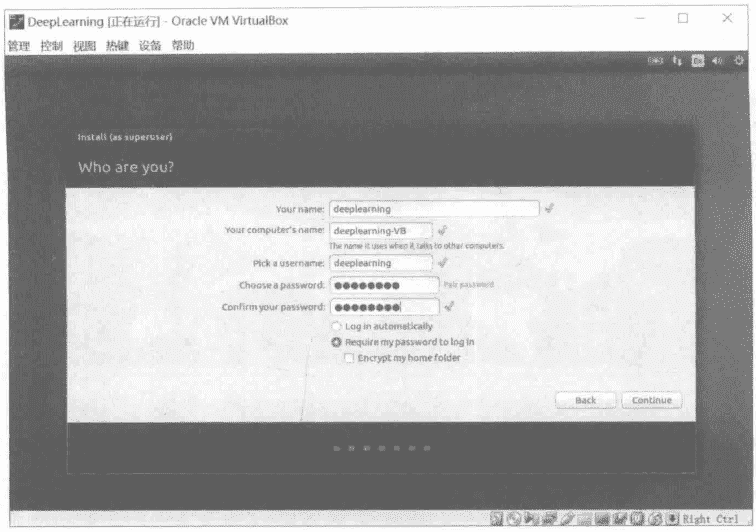 DeepLearning [正在运行] - Oracle VM VirtualBox
管理 控制 视图 热键 设备 帮助
Install (as superuser)
Who are you?
Your name: deeplearning
Your computer's name: deeplearning-VB
The name it uses when it talks to other computers.
Pick a username: deeplearning
Choose a password: ●●●●●●●● Fair password
Confirm your password: ●●●●●●●●
Log in automatically
Require my password to log in
Encrypt my home folder
Back Continue
Right Ctrl